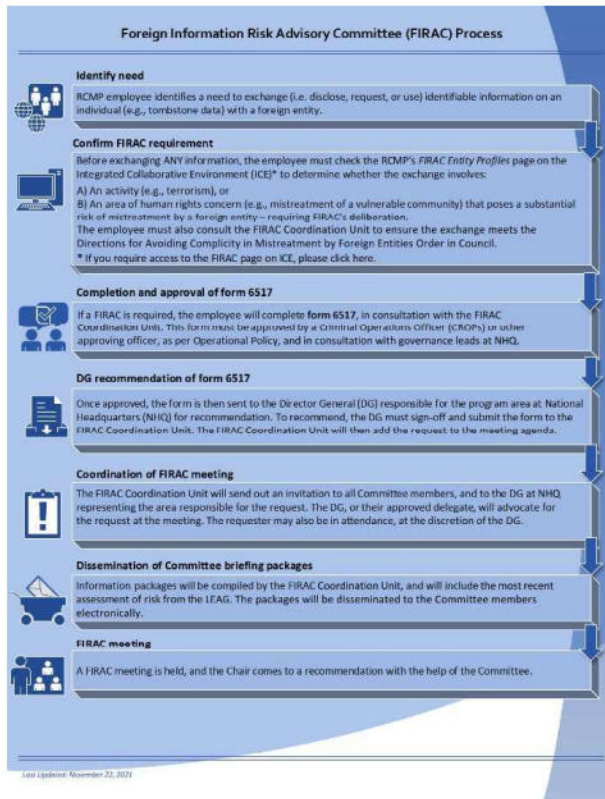 Foreign Information Risk Advisory Committee (FIRAC) Process
Identify need
RCMP employee identifies a need to exchange (i.e. disclose, request, or use) identifiable information on an
individual (e.g., tombstone data) with a foreign entity.
Confirm FIRAC requirement
Before exchanging ANY information, the employee must check the RCMP's FIRAC Entity Profiles page on the
Integrated Collaborative Environment (ICE)* to determine whether the exchange involves:
A) An activity (e.g., terrorism), or
B) An area of human rights concern (e.g., mistreatment of a vulnerable community) that poses a substantial
risk of mistreatment by a foreign entity – requiring FIRAC's deliberation.
The employee must also consult the FIRAC Coordination Unit to ensure the exchange meets the
Directions for Avoiding Complicity in Mistreatment by Foreign Entities Order in Council.
* If you require access to the FIRAC page on ICE, please click here.
Completion and approval of form 6517
If a FIRAC is required, the employee will complete form 6517, in consultation with the FIRAC
Coordination Unit. This form must be approved by a Criminal Operations Officer (CROPs) or other
approving officer, as per Operational Policy, and in consultation with governance leads at NHQ.
DG recommendation of form 6517
Once approved, the form is then sent to the Director General (DG) responsible for the program area at National
Headquarters (NHQ) for recommendation. To recommend, the DG must sign-off and submit the form to the
FIRAC Coordination Unit. The FIRAC Coordination Unit will then add the request to the meeting agenda.
Coordination of FIRAC meeting
The FIRAC Coordination Unit will send out an invitation to all Committee members, and to the DG at NHQ
representing the area responsible for the request. The DG, or their approved delegate, will advocate for
the request at the meeting. The requester may also be in attendance, at the discretion of the DG.
Dissemination of Committee briefing packages
Information packages will be compiled by the FIRAC Coordination Unit, and will include the most recent
assessment of risk from the LEAG. The packages will be disseminated to the Committee members
electronically.
FIRAC meeting
A FIRAC meeting is held, and the Chair comes to a recommendation with the help of the Committee.
Last Updated: November 22, 2021